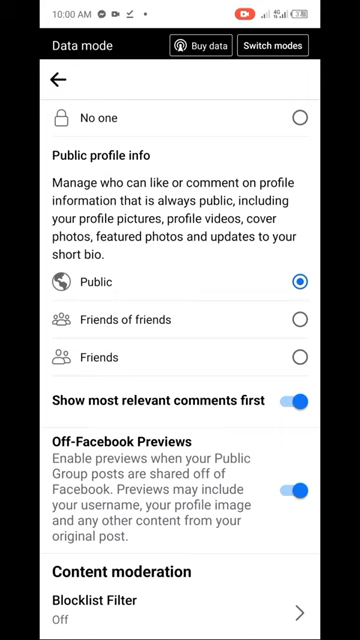 10:00 AM
4G
Data mode
Buy data
Switch modes
No one
Public profile info
Manage who can like or comment on profile
information that is always public, including
your profile pictures, profile videos, cover
photos, featured photos and updates to your
short bio.
Public
Friends of friends
Friends
Show most relevant comments first
Off-Facebook Previews
Enable previews when your Public
Group posts are shared off of
Facebook. Previews may include
your username, your profile image
and any other content from your
original post.
Content moderation
Blocklist Filter
Off